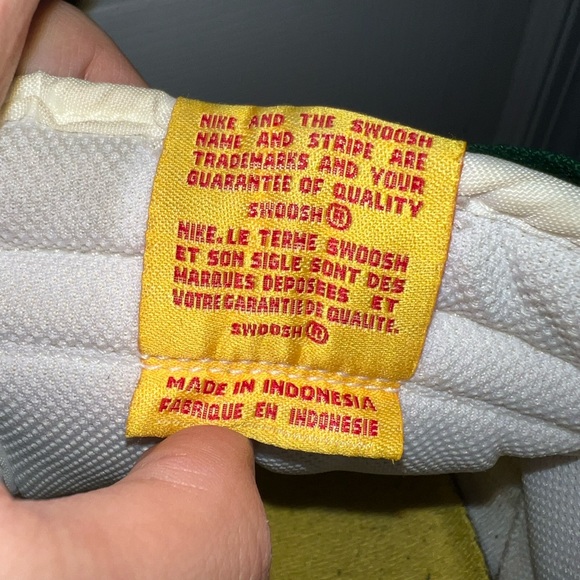 NIKE AND THE SWOOSH
NAME AND STRIPE ARE
TRADEMARKS AND YOUR
GUARANTEE OF QUALITY
SWOOSH®
NIKE. LE TERME SWOOSH
ET SON SIGLE SONT DES
MARQUES DEPOSÉES ET
VOTRE GARANTIE DE QUALITE.
SWOOSH®
MADE IN INDONESIA
FABRIQUE EN INDONESIE